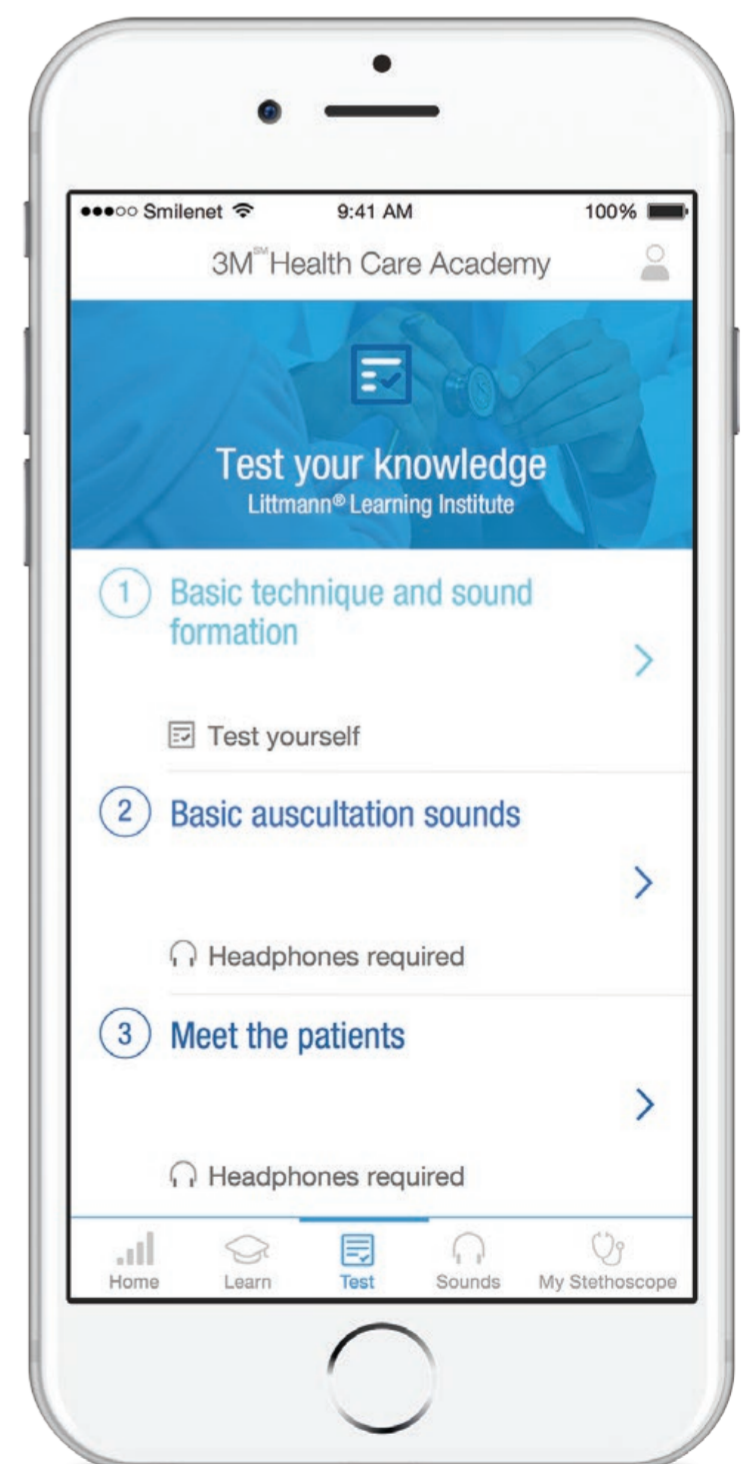 Smilenet 9:41 AM 100%
3M℠ Health Care Academy
Test your knowledge
Littmann® Learning Institute
1 Basic technique and sound
formation
Test yourself
2 Basic auscultation sounds
Headphones required
3 Meet the patients
Headphones required
Home Learn Test Sounds My Stethoscope